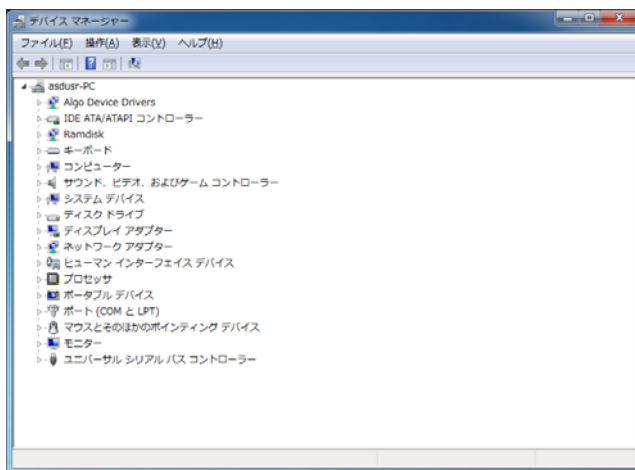 デバイス マネージャー
ファイル(F) 操作(A) 表示(V) ヘルプ(H)
asdusr-PC
Algo Device Drivers
IDE ATA/ATAPI コントローラー
Ramdisk
キーボード
コンピューター
サウンド、ビデオ、およびゲーム コントローラー
システム デバイス
ディスク ドライブ
ディスプレイ アダプター
ネットワーク アダプター
ヒューマン インターフェイス デバイス
プロセッサ
ポータブル デバイス
ポート (COM と LPT)
マウスとそのほかのポインティング デバイス
モニター
ユニバーサル シリアル バス コントローラー